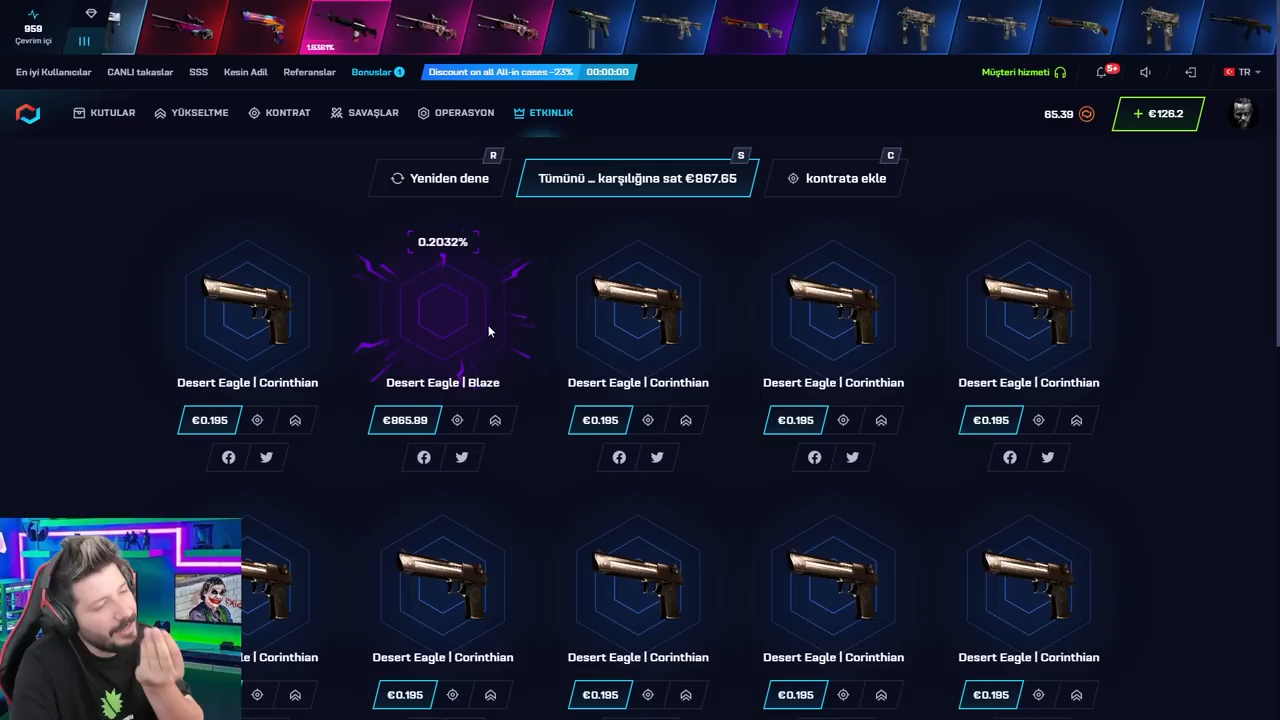 959
Çevrim içi
1.8361%
En iyi Kullanıcılar
CANLI takaslar
SSS
Kesin Adil
Referanslar
Bonuslar 1
Discount on all All-in cases -23%
00:00:00
Müşteri hizmeti
5+
TR
KUTULAR
YÜKSELTME
KONTRAT
SAVAŞLAR
OPERASYON
ETKINLIK
65.39
+ €126.2
R
S
C
Yeniden dene
Tümünü ... karşılığına sat €867.65
kontrata ekle
0.2032%
Desert Eagle | Corinthian
Desert Eagle | Blaze
Desert Eagle | Corinthian
Desert Eagle | Corinthian
Desert Eagle | Corinthian
€0.195
€865.89
€0.195
€0.195
€0.195
le | Corinthian
Desert Eagle | Corinthian
Desert Eagle | Corinthian
Desert Eagle | Corinthian
Desert Eagle | Corinthian
€0.195
€0.195
€0.195
€0.195